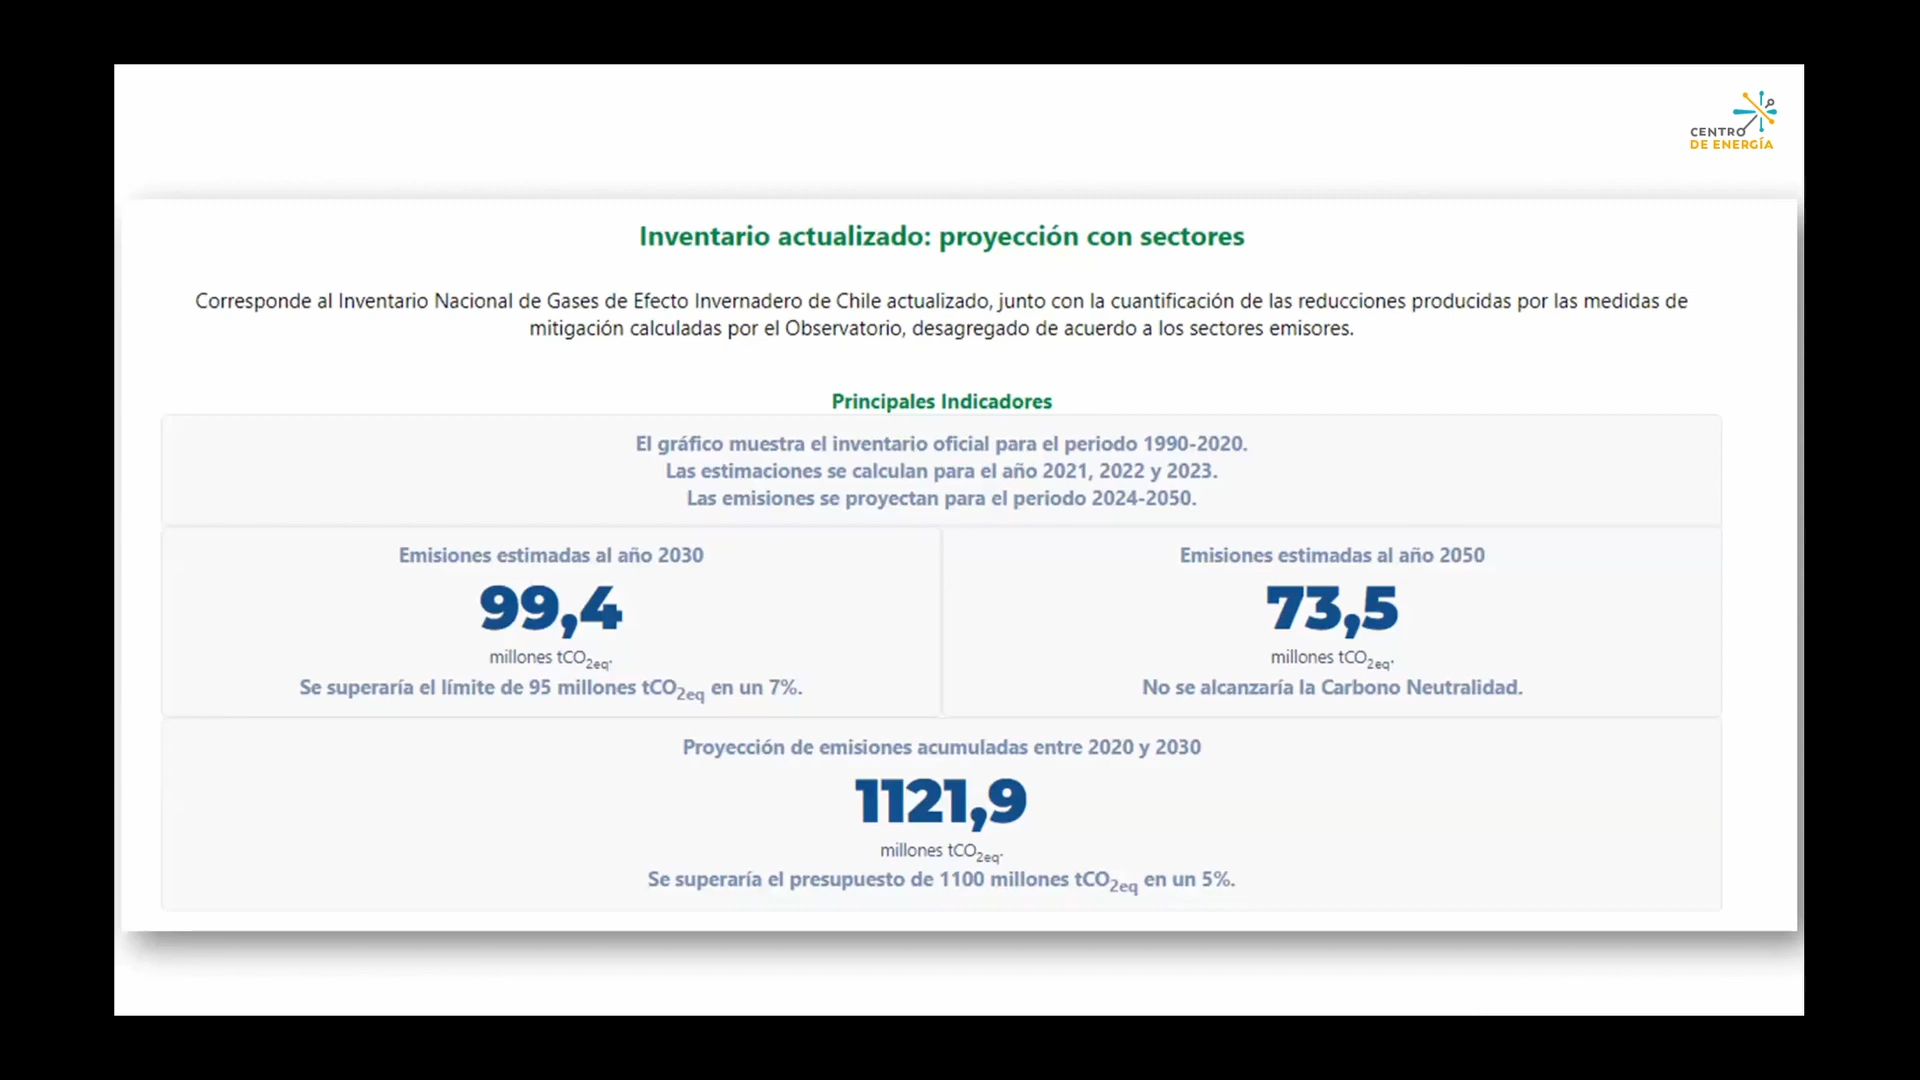 CENTRO
DE ENERGÍA
Inventario actualizado: proyección con sectores
Corresponde al Inventario Nacional de Gases de Efecto Invernadero de Chile actualizado, junto con la cuantificación de las reducciones producidas por las medidas de
mitigación calculadas por el Observatorio, desagregado de acuerdo a los sectores emisores.
Principales Indicadores
El gráfico muestra el inventario oficial para el periodo 1990-2020.
Las estimaciones se calculan para el año 2021, 2022 y 2023.
Las emisiones se proyectan para el periodo 2024-2050.
Emisiones estimadas al año 2030
99,4
millones tCO2eq.
Se superaría el límite de 95 millones tCO2eq en un 7%.
Emisiones estimadas al año 2050
73,5
millones tCO2eq.
No se alcanzaría la Carbono Neutralidad.
Proyección de emisiones acumuladas entre 2020 y 2030
1121,9
millones tCO2eq.
Se superaría el presupuesto de 1100 millones tCO2eq en un 5%.